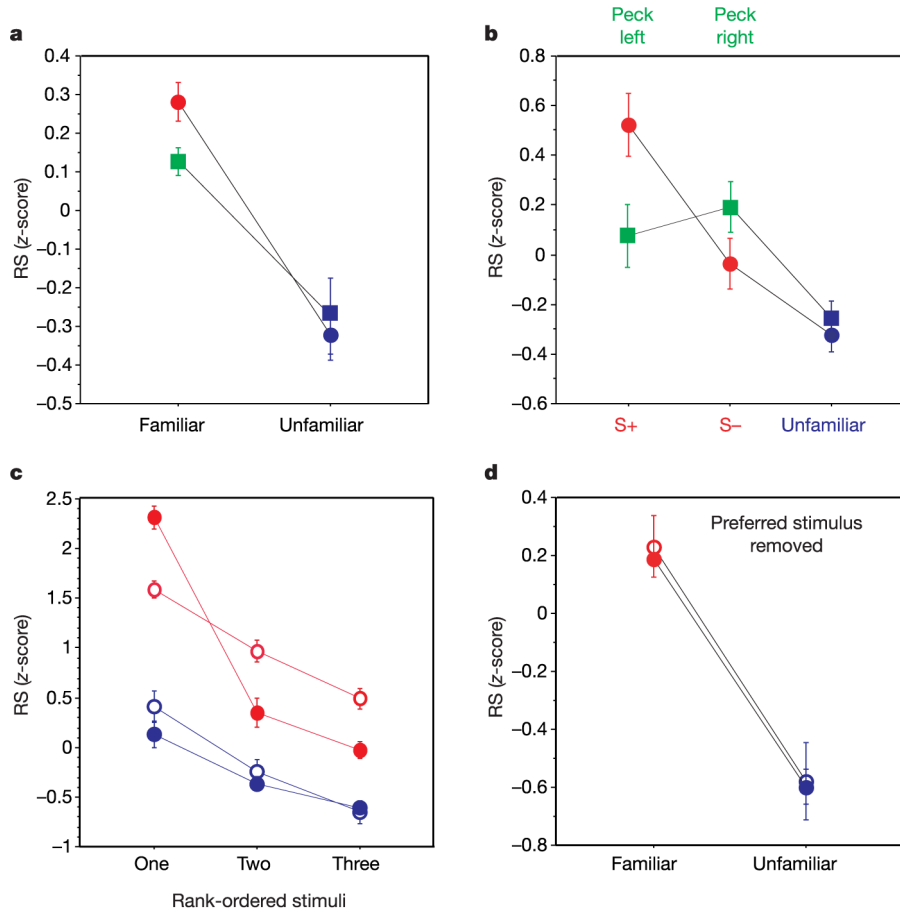 a
0.4
0.3
0.2
0.1
0
−0.1
−0.2
−0.3
−0.4
−0.5
RS (z-score)
Familiar Unfamiliar
b
Peck left
Peck right
0.8
0.6
0.4
0.2
0
−0.2
−0.4
−0.6
RS (z-score)
S+ S− Unfamiliar
c
2.5
2
1.5
1
0.5
0
−0.5
−1
RS (z-score)
One Two Three
Rank-ordered stimuli
d
Preferred stimulus
removed
0.4
0.2
0
−0.2
−0.4
−0.6
−0.8
RS (z-score)
Familiar Unfamiliar